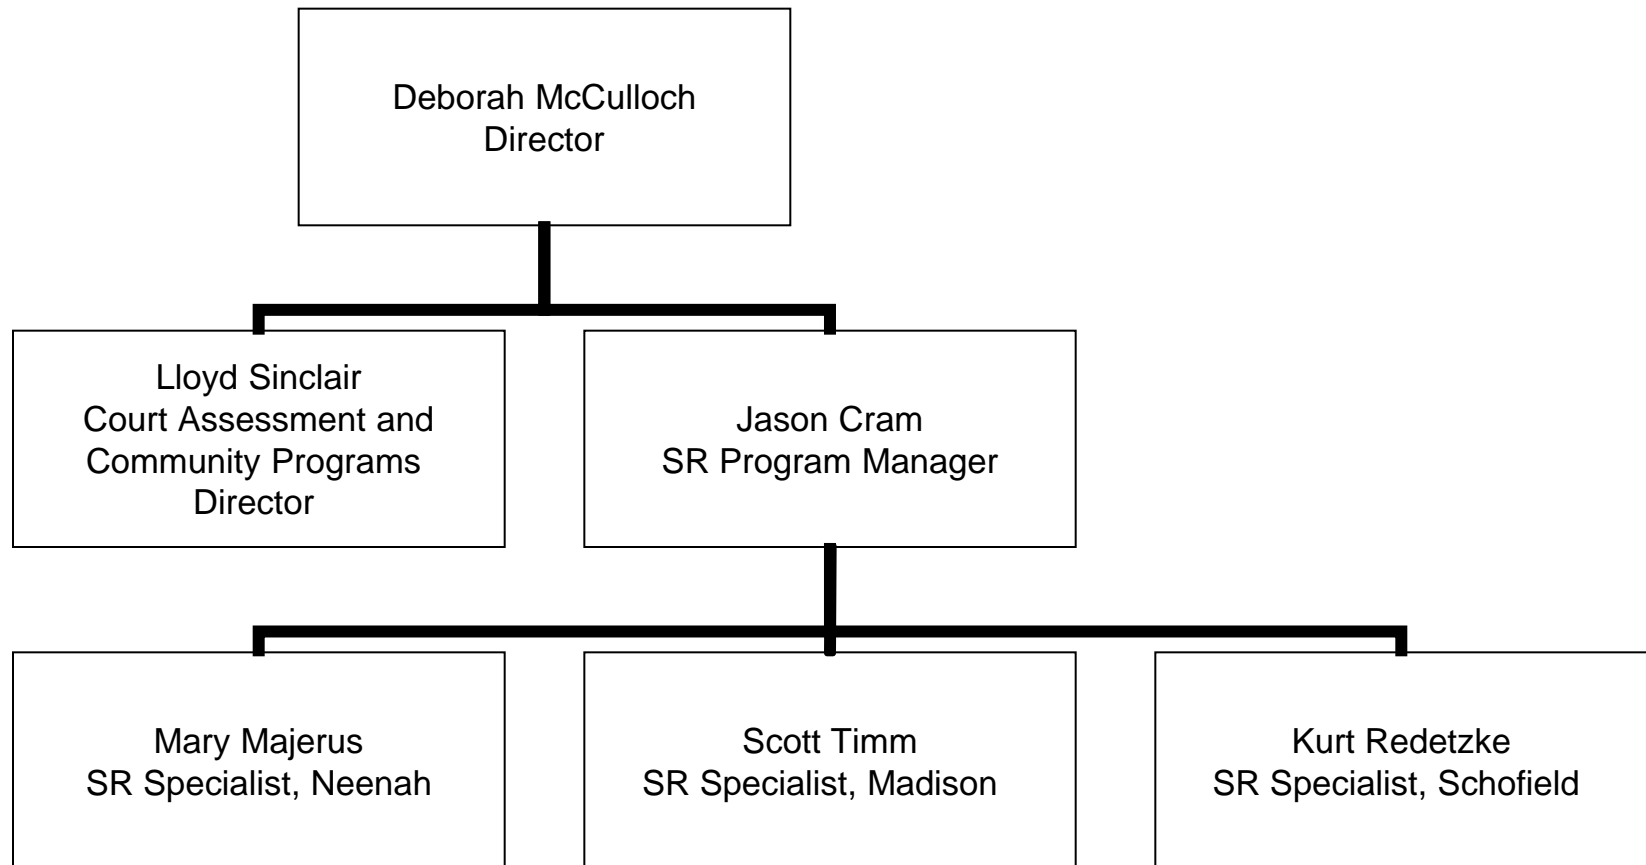 Deborah McCulloch
Director
Lloyd Sinclair
Court Assessment and
Community Programs
Director
Jason Cram
SR Program Manager
Mary Majerus
SR Specialist, Neenah
Scott Timm
SR Specialist, Madison
Kurt Redetzke
SR Specialist, Schofield